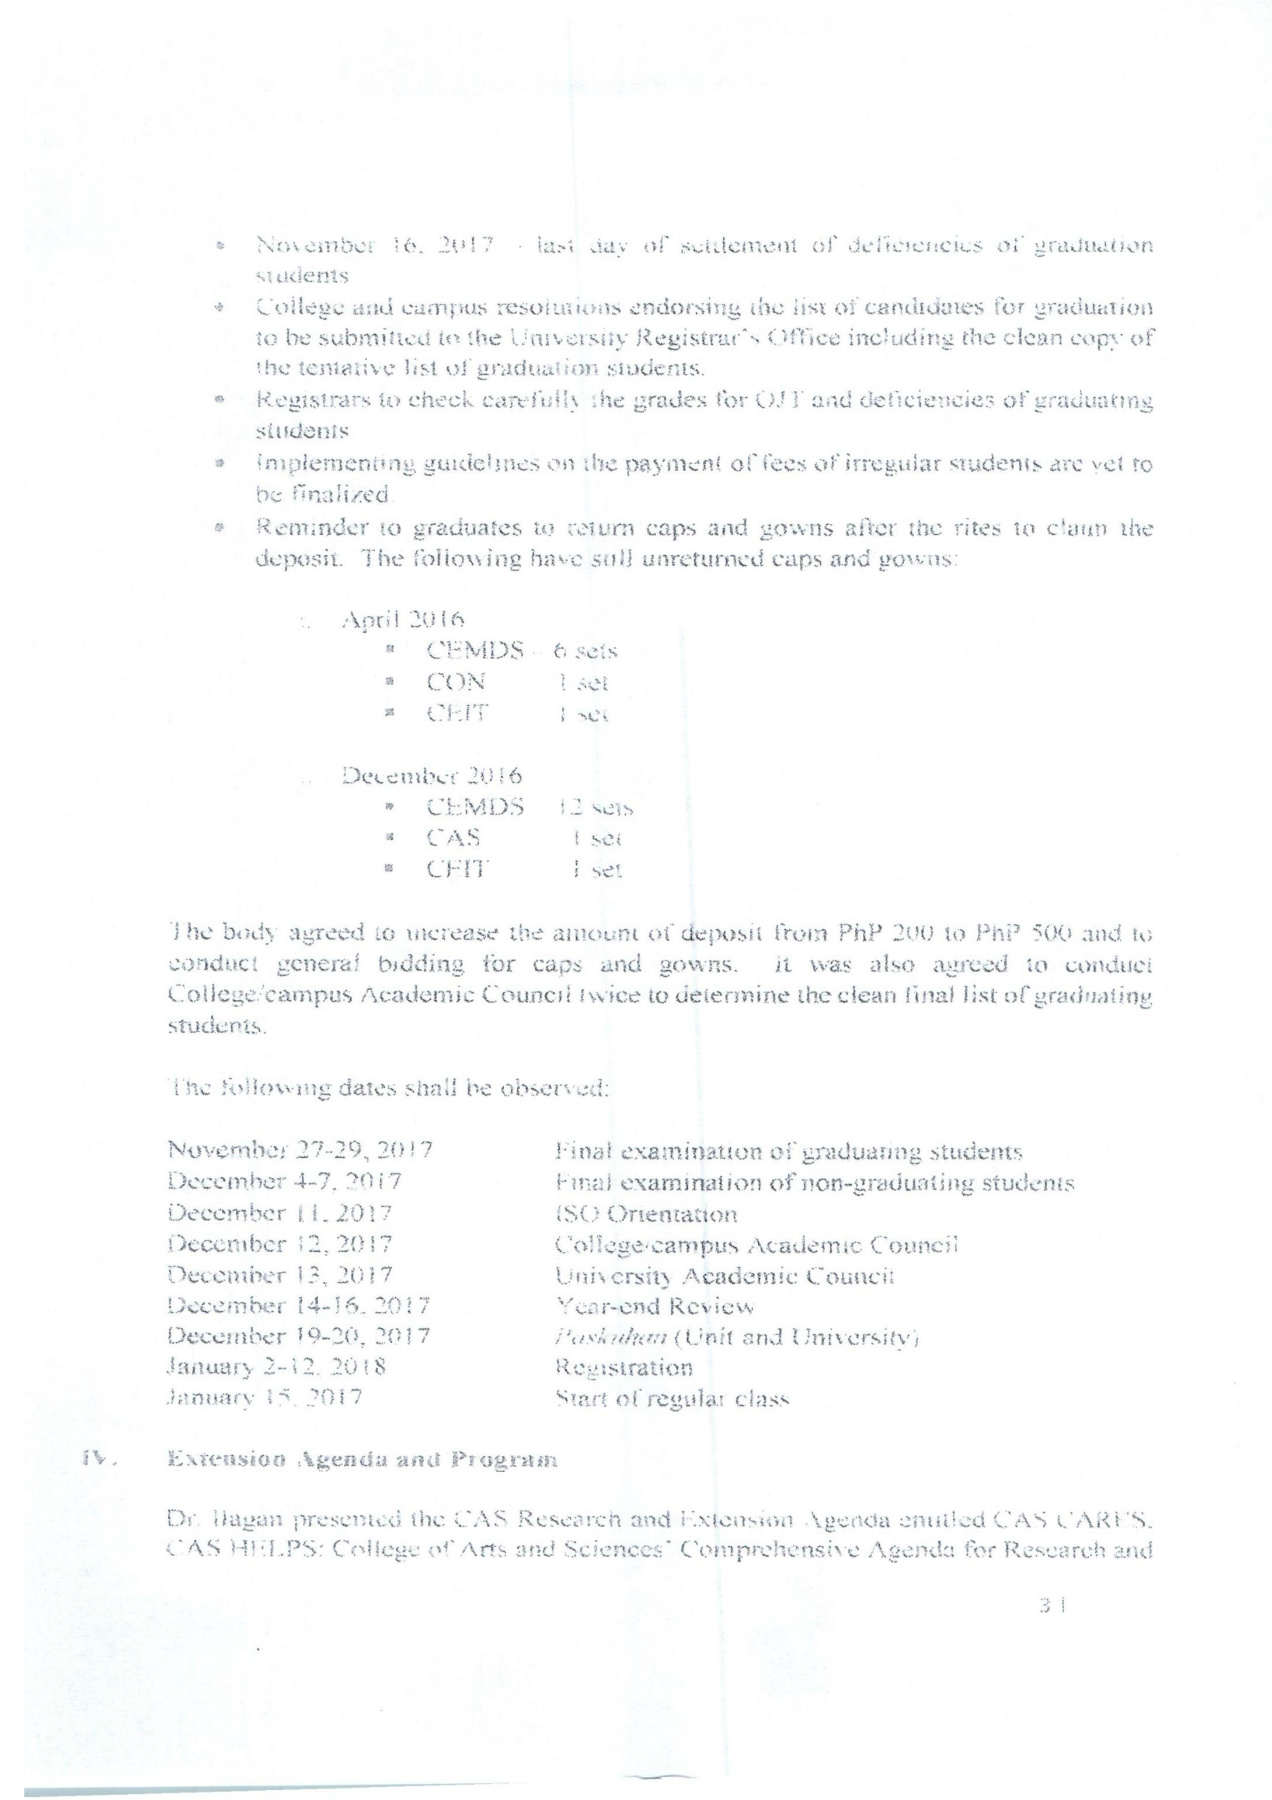 • November 16, 2017 - last day of settlement of deficiencies of graduation
students
• College and campus resolutions endorsing the list of candidates for graduation
to be submitted to the University Registrar's Office including the clean copy of
the tentative list of graduation students.
• Registrars to check carefully the grades for OJT and deficiencies of graduating
students
• Implementing guidelines on the payment of fees of irregular students are yet to
be finalized
• Reminder to graduates to return caps and gowns after the rites to claim the
deposit. The following have still unreturned caps and gowns:
April 2016
▪ CEMDS - 6 sets
▪ CON 1 set
▪ CEIT 1 set
December 2016
▪ CEMDS 12 sets
▪ CAS 1 set
▪ CEIT 1 set
The body agreed to increase the amount of deposit from PhP 200 to PhP 500 and to
conduct general bidding for caps and gowns. It was also agreed to conduct
College/campus Academic Council twice to determine the clean final list of graduating
students.
The following dates shall be observed:
November 27-29, 2017 Final examination of graduating students
December 4-7, 2017 Final examination of non-graduating students
December 11, 2017 ISO Orientation
December 12, 2017 College/campus Academic Council
December 13, 2017 University Academic Council
December 14-16, 2017 Year-end Review
December 19-20, 2017 Paskuhan (Unit and University)
January 2-12, 2018 Registration
January 15, 2017 Start of regular class
IV. Extension Agenda and Program
Dr. Ilagan presented the CAS Research and Extension Agenda entitled CAS CARES,
CAS HELPS: College of Arts and Sciences' Comprehensive Agenda for Research and
3 |